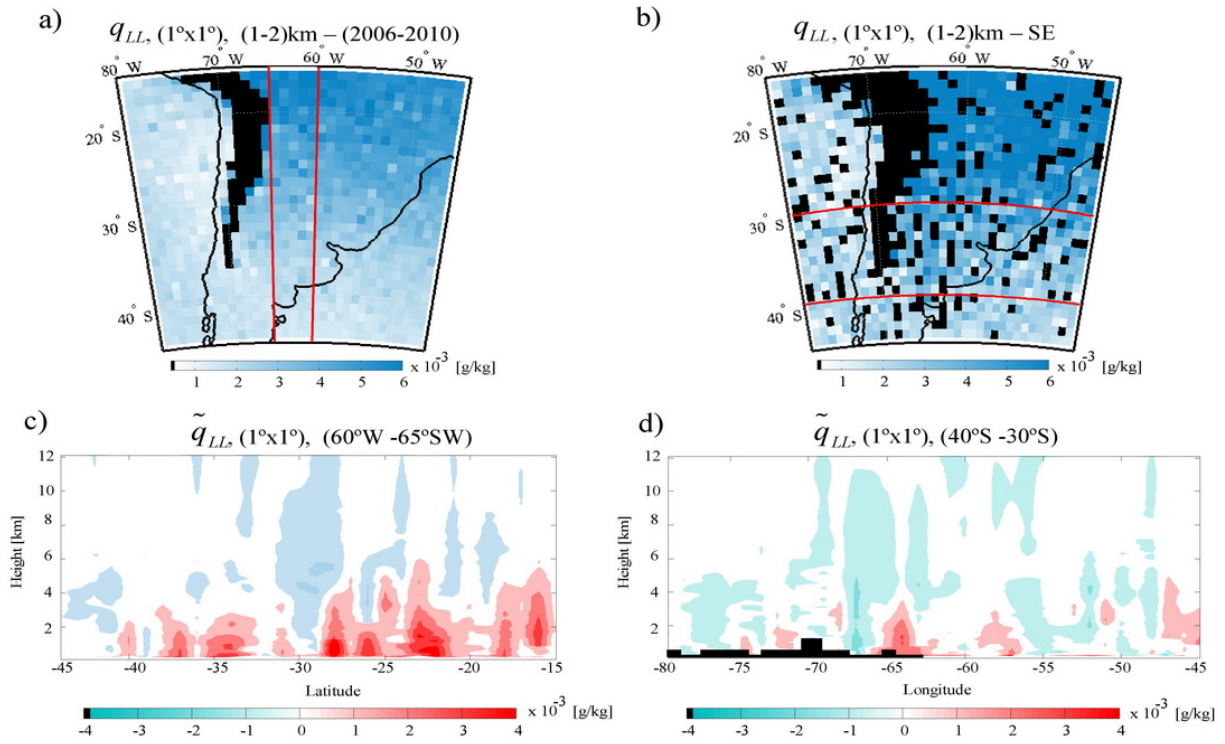 a)
q_LL, (1°x1°), (1-2)km – (2006-2010)
80° W
70° W
60° W
50° W
20° S
30° S
40° S
1 2 3 4 5 6 x 10^-3 [g/kg]
b)
q_LL, (1°x1°), (1-2)km – SE
80° W
70° W
60° W
50° W
20° S
30° S
40° S
1 2 3 4 5 6 x 10^-3 [g/kg]
c)
q̃_LL, (1°x1°), (60°W -65°SW)
Height [km]
12
10
8
6
4
2
-45 -40 -35 -30 -25 -20 -15
Latitude
-4 -3 -2 -1 0 1 2 3 4 x 10^-3 [g/kg]
d)
q̃_LL, (1°x1°), (40°S -30°S)
Height [km]
12
10
8
6
4
2
-80 -75 -70 -65 -60 -55 -50 -45
Longitude
-4 -3 -2 -1 0 1 2 3 4 x 10^-3 [g/kg]